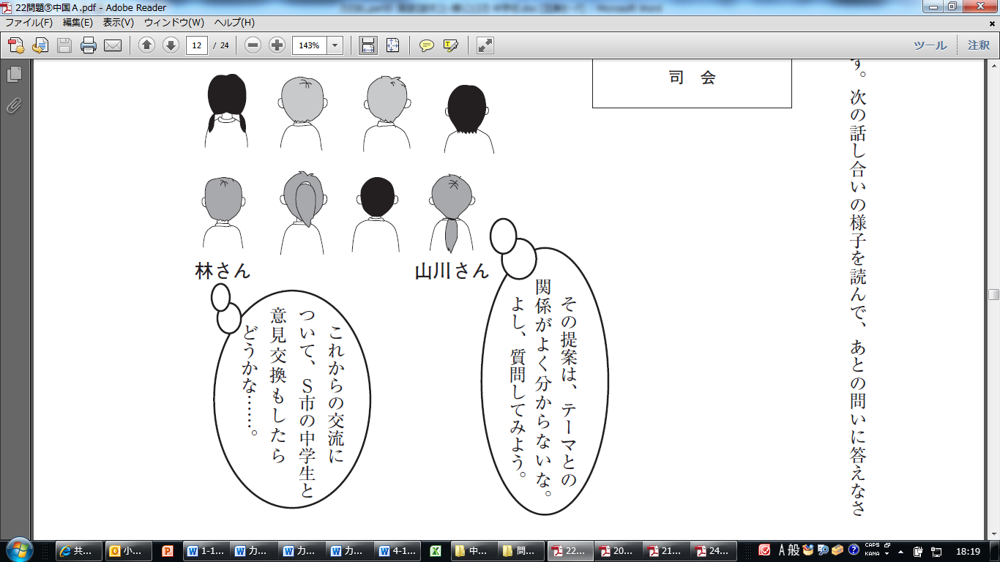 22問題⑤中国A.pdf - Adobe Reader
ファイル(F) 編集(E) 表示(V) ウィンドウ(W) ヘルプ(H)
12 / 24
143%
ツール
注釈
す。次の話し合いの様子を読んで、あとの問いに答えなさ
司 会
山川さん
その提案は、テーマとの
関係がよく分からないな。
よし、質問してみよう。
林さん
これからの交流に
ついて、S市の中学生と
意見交換もしたら
どうかな……。
共...
小...
1-1...
力...
力...
力...
4-1...
中...
問...
22...
20...
21...
24...
A 般
CAPS
KANA
18:19